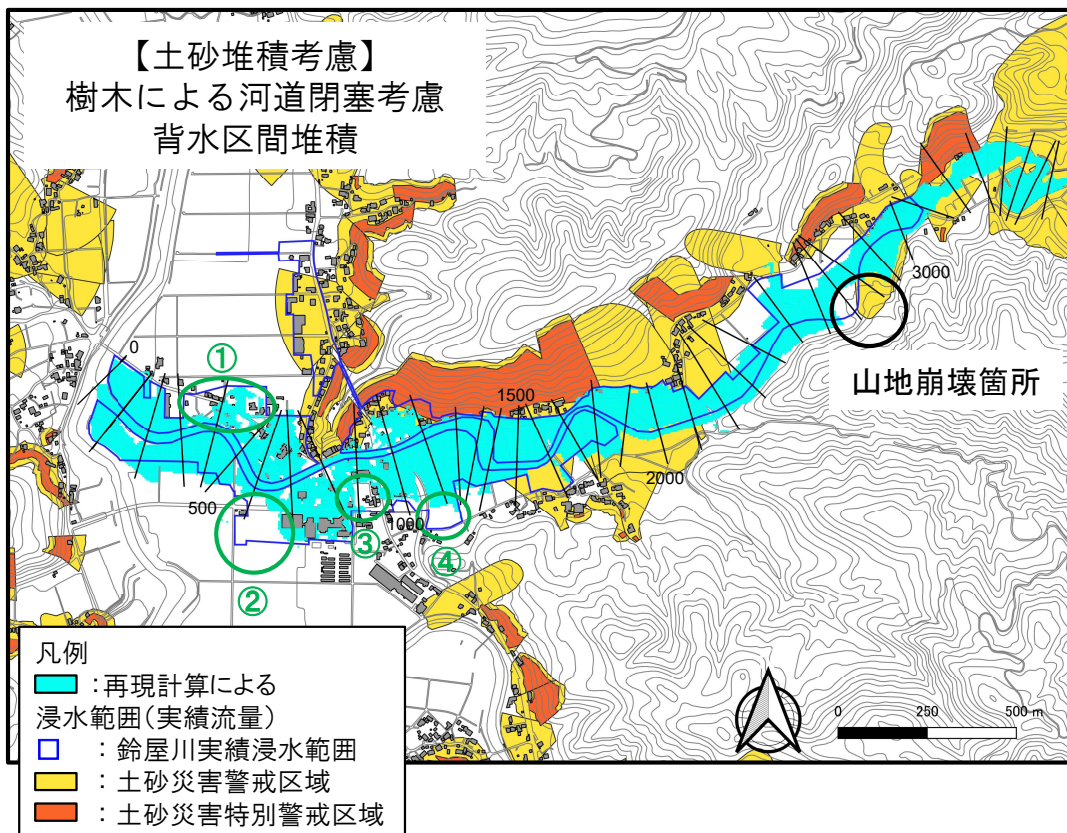 【土砂堆積考慮】
樹木による河道閉塞考慮
背水区間堆積
3000
山地崩壊箇所
0
①
1500
2000
500
1000
③
④
②
凡例
:再現計算による
浸水範囲(実績流量)
: 鈴屋川実績浸水範囲
: 土砂災害警戒区域
: 土砂災害特別警戒区域
0 250 500 m